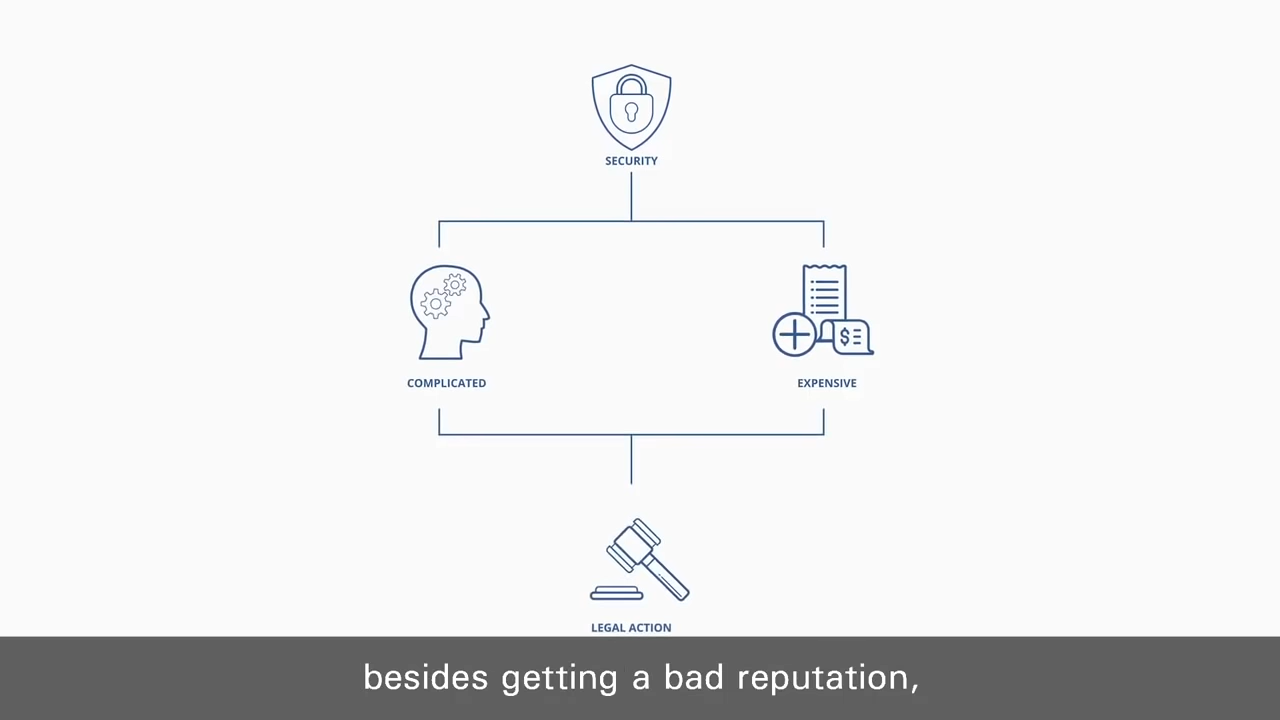 SECURITY
COMPLICATED
EXPENSIVE
$
LEGAL ACTION
besides getting a bad reputation,